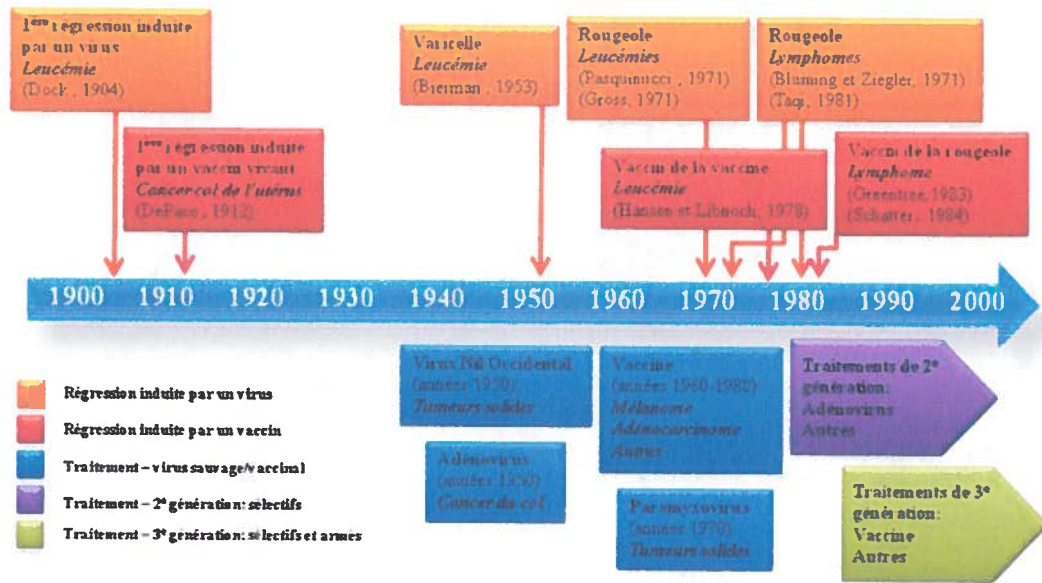 1ère régression induite
par un virus
Leucémie
(Dock, 1904)
1ère régression induite
par un vaccin vivant
Cancer col de l'utérus
(DePace, 1912)
Varicelle
Leucémie
(Bierman, 1953)
Rougeole
Leucémies
(Pasquinucci, 1971)
(Gross, 1971)
Rougeole
Lymphomes
(Bluming et Ziegler, 1971)
(Taqi, 1981)
Vaccin de la vaccine
Leucémie
(Hansen et Libnoch, 1978)
Vaccin de la rougeole
Lymphome
(Greentree, 1983)
(Schattner, 1984)
1900 1910 1920 1930 1940 1950 1960 1970 1980 1990 2000
Virus Nil Occidental
(années 1950)
Tumeurs solides
Adénovirus
(années 1950)
Cancer du col
Vaccine
(années 1960-1980)
Mélanome
Adénocarcinome
Autres
Paramyxovirus
(années 1970)
Tumeurs solides
Traitements de 2e
génération:
Adénovirus
Autres
Traitements de 3e
génération:
Vaccine
Autres
Régression induite par un virus
Régression induite par un vaccin
Traitement – virus sauvage/vaccinal
Traitement – 2e génération: sélectifs
Traitement – 3e génération: sélectifs et armés